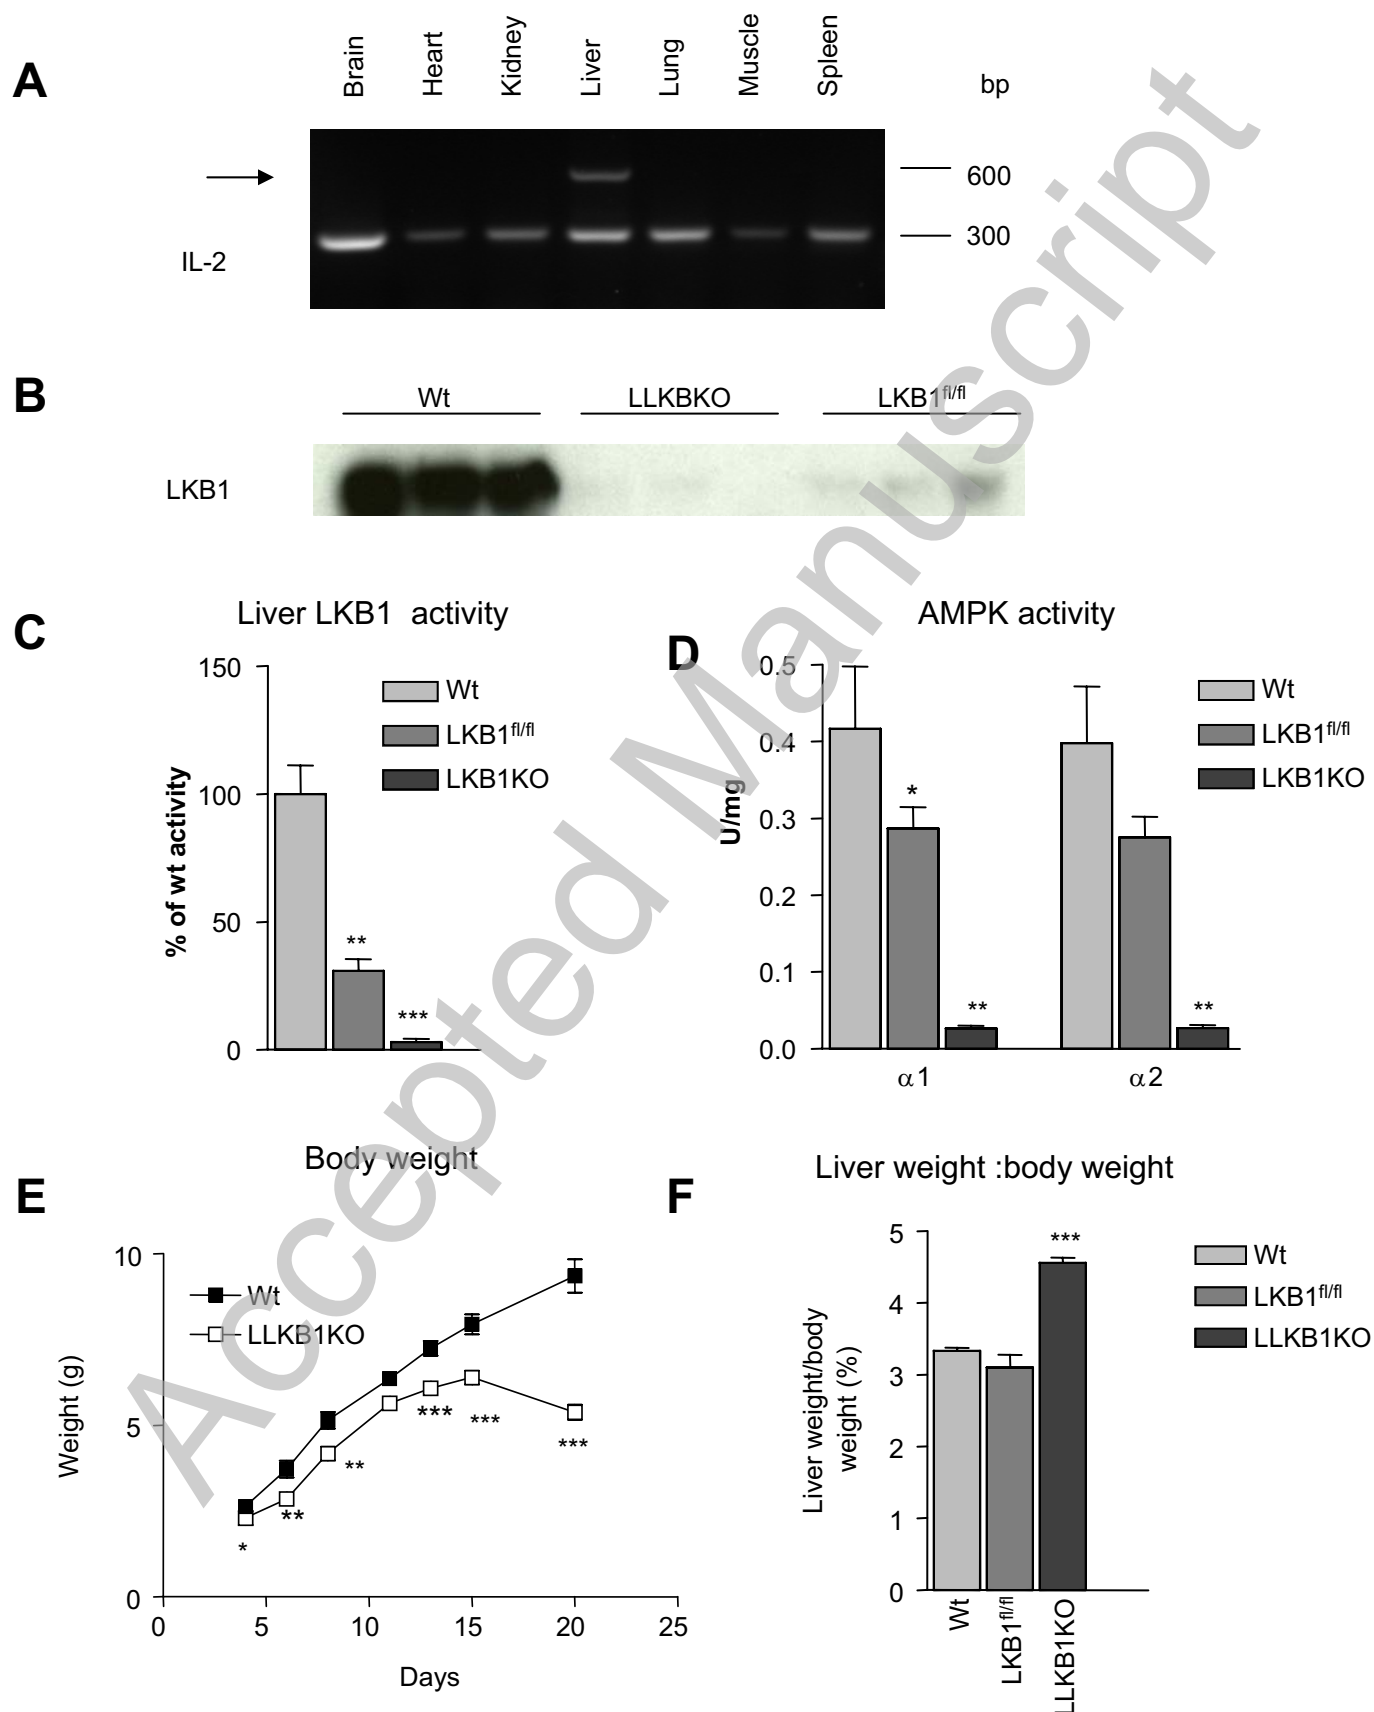 A
Brain
Heart
Kidney
Liver
Lung
Muscle
Spleen
bp
600
300
IL-2
B
Wt
LLKBKO
LKB1fl/fl
LKB1
C
Liver LKB1 activity
% of wt activity
150
100
50
0
Wt
LKB1fl/fl
LKB1KO
**
***
D
AMPK activity
U/mg
0.5
0.4
0.3
0.2
0.1
0.0
Wt
LKB1fl/fl
LKB1KO
*
**
**
α1
α2
E
Body weight
Weight (g)
10
5
0
Wt
LLKB1KO
*
**
**
***
***
***
0
5
10
15
20
25
Days
F
Liver weight :body weight
Liver weight/body
weight (%)
5
4
3
2
1
0
***
Wt
LKB1fl/fl
LLKB1KO
Wt
LKB1fl/fl
LLKB1KO
Accepted Manuscript